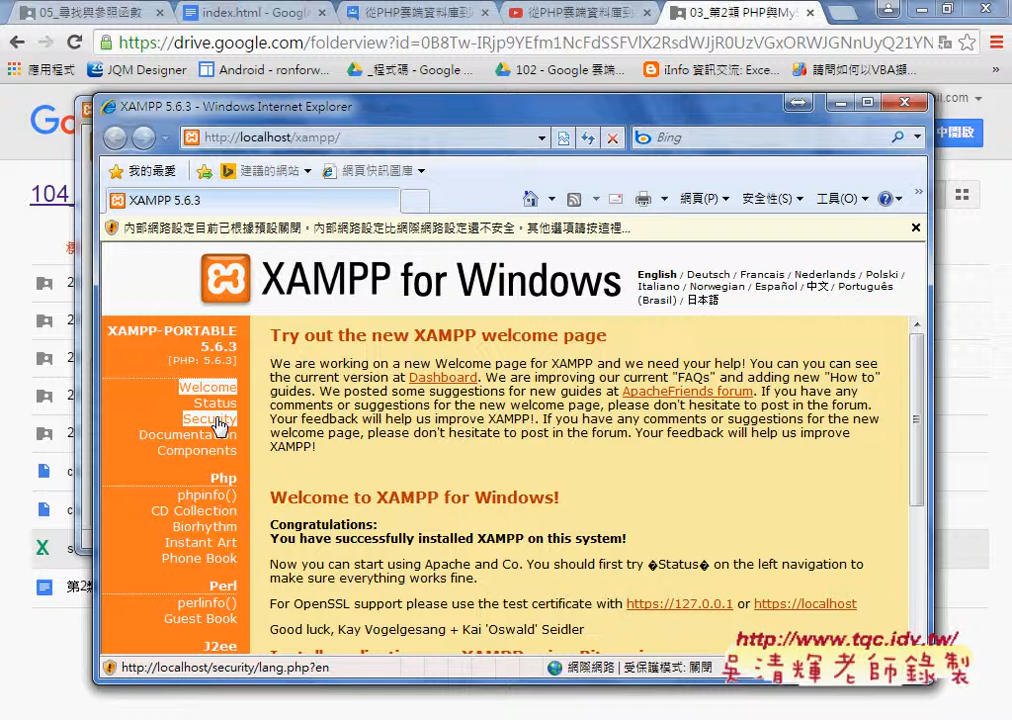 05_尋找與參照函數
index.html - Googl
從PHP雲端資料庫到
從PHP雲端資料庫到
03_第2類 PHP與My
https://drive.google.com/folderview?id=0B8Tw-IRjp9YEfm1NcFdSSFVlX2RsdWJjR0UzVGxORWJNGNnUyQ21YN
應用程式
JQM Designer
Android - ronforw...
_程式碼 - Google ...
102 - Google 雲端...
iInfo 資訊交流: Exce...
請問如何以VBA擷...
Go
il.com
中開啟
104_
XAMPP 5.6.3 - Windows Internet Explorer
http://localhost/xampp/
Bing
我的最愛
建議的網站
網頁快訊圖庫
XAMPP 5.6.3
網頁(P)
安全性(S)
工具(O)
內部網路設定目前已根據預設關閉，內部網路設定比網際網路設定還不安全，其他選項請按這裡...
XAMPP for Windows
English / Deutsch / Francais / Nederlands / Polski /
Italiano / Norwegian / Español / 中文 / Português
(Brasil) / 日本語
XAMPP-PORTABLE
5.6.3
[PHP: 5.6.3]
Welcome
Status
Security
Documentation
Components
Php
phpinfo()
CD Collection
Biorhythm
Instant Art
Phone Book
Perl
perlinfo()
Guest Book
J2ee
Try out the new XAMPP welcome page
We are working on a new Welcome page for XAMPP and we need your help! You can you can see
the current version at Dashboard. We are improving our current "FAQs" and adding new "How to"
guides. We posted some suggestions for new guides at ApacheFriends forum. If you have any
comments or suggestions for the new welcome page, please don't hesitate to post in the forum.
Your feedback will help us improve XAMPP!. If you have any comments or suggestions for the new
welcome page, please don't hesitate to post in the forum. Your feedback will help us improve
XAMPP!
Welcome to XAMPP for Windows!
Congratulations:
You have successfully installed XAMPP on this system!
Now you can start using Apache and Co. You should first try �Status� on the left navigation to
make sure everything works fine.
For OpenSSL support please use the test certificate with https://127.0.0.1 or https://localhost
Good luck, Kay Vogelgesang + Kai 'Oswald' Seidler
http://localhost/security/lang.php?en
網際網路 | 受保護模式: 關閉
第2
http://www.tqc.idv.tw/
吳清輝老師錄製